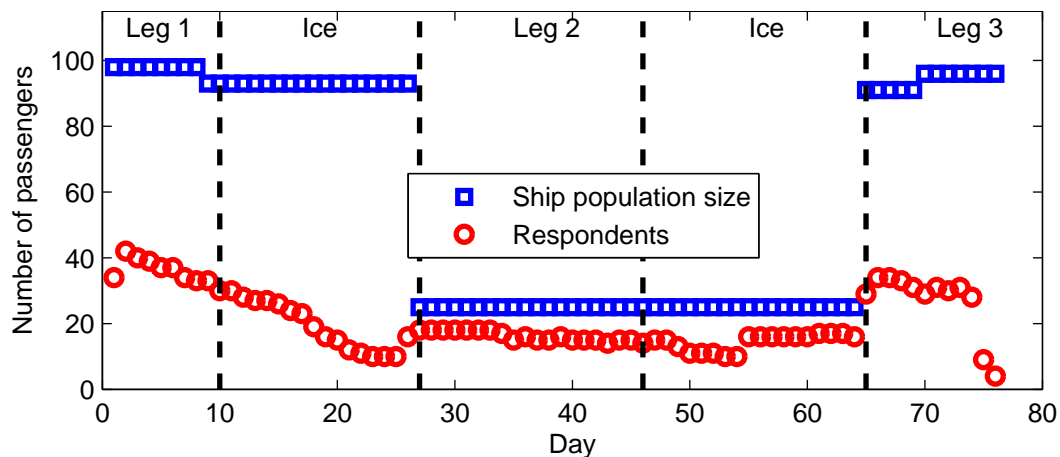 Leg 1 Ice Leg 2 Ice Leg 3
100
80
60
40
20
0
Number of passengers
Ship population size
Respondents
0 10 20 30 40 50 60 70 80
Day